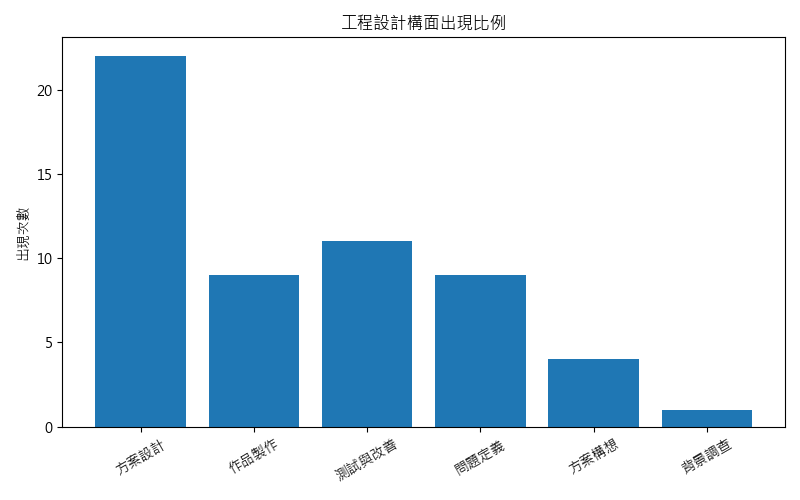 工程設計構面出現比例
出現次數
20
15
10
5
0
方案設計
作品製作
測試與改善
問題定義
方案構想
背景調查